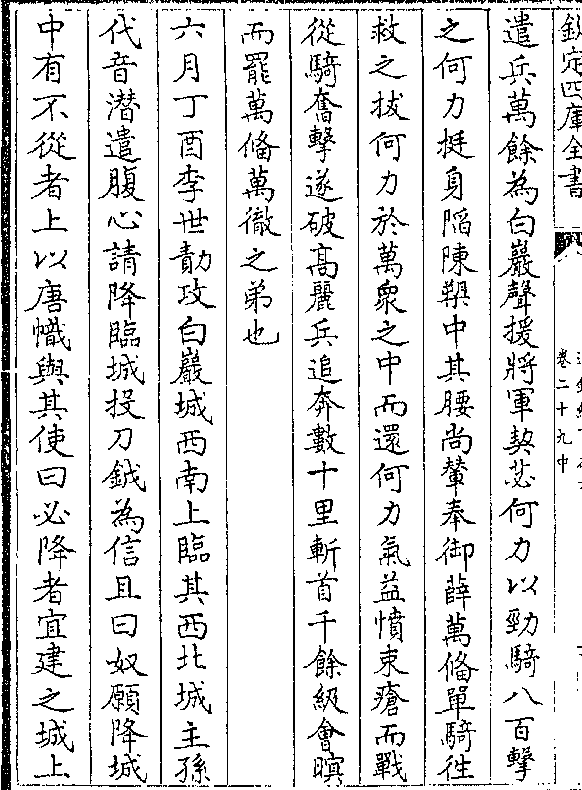 欽定四庫全書
卷二十九中
遣兵萬餘為白巖聲援將軍契苾何力以勁騎八百擊
之何力挺身陷陳槊中其腰尚輦奉御薛萬俻單騎徃
救之拔何力於萬衆之中而還何力氣益憤束瘡而戰
從騎奮擊遂破髙麗兵追奔數十里斬首千餘級會暝
而罷萬俻萬徹之弟也
六月丁酉李世勣攻白巖城西南上臨其西北城主孫
代音潜遣腹心請降臨城投刀鉞為信且曰奴願降城
中有不從者上以唐幟與其使曰必降者宜建之城上